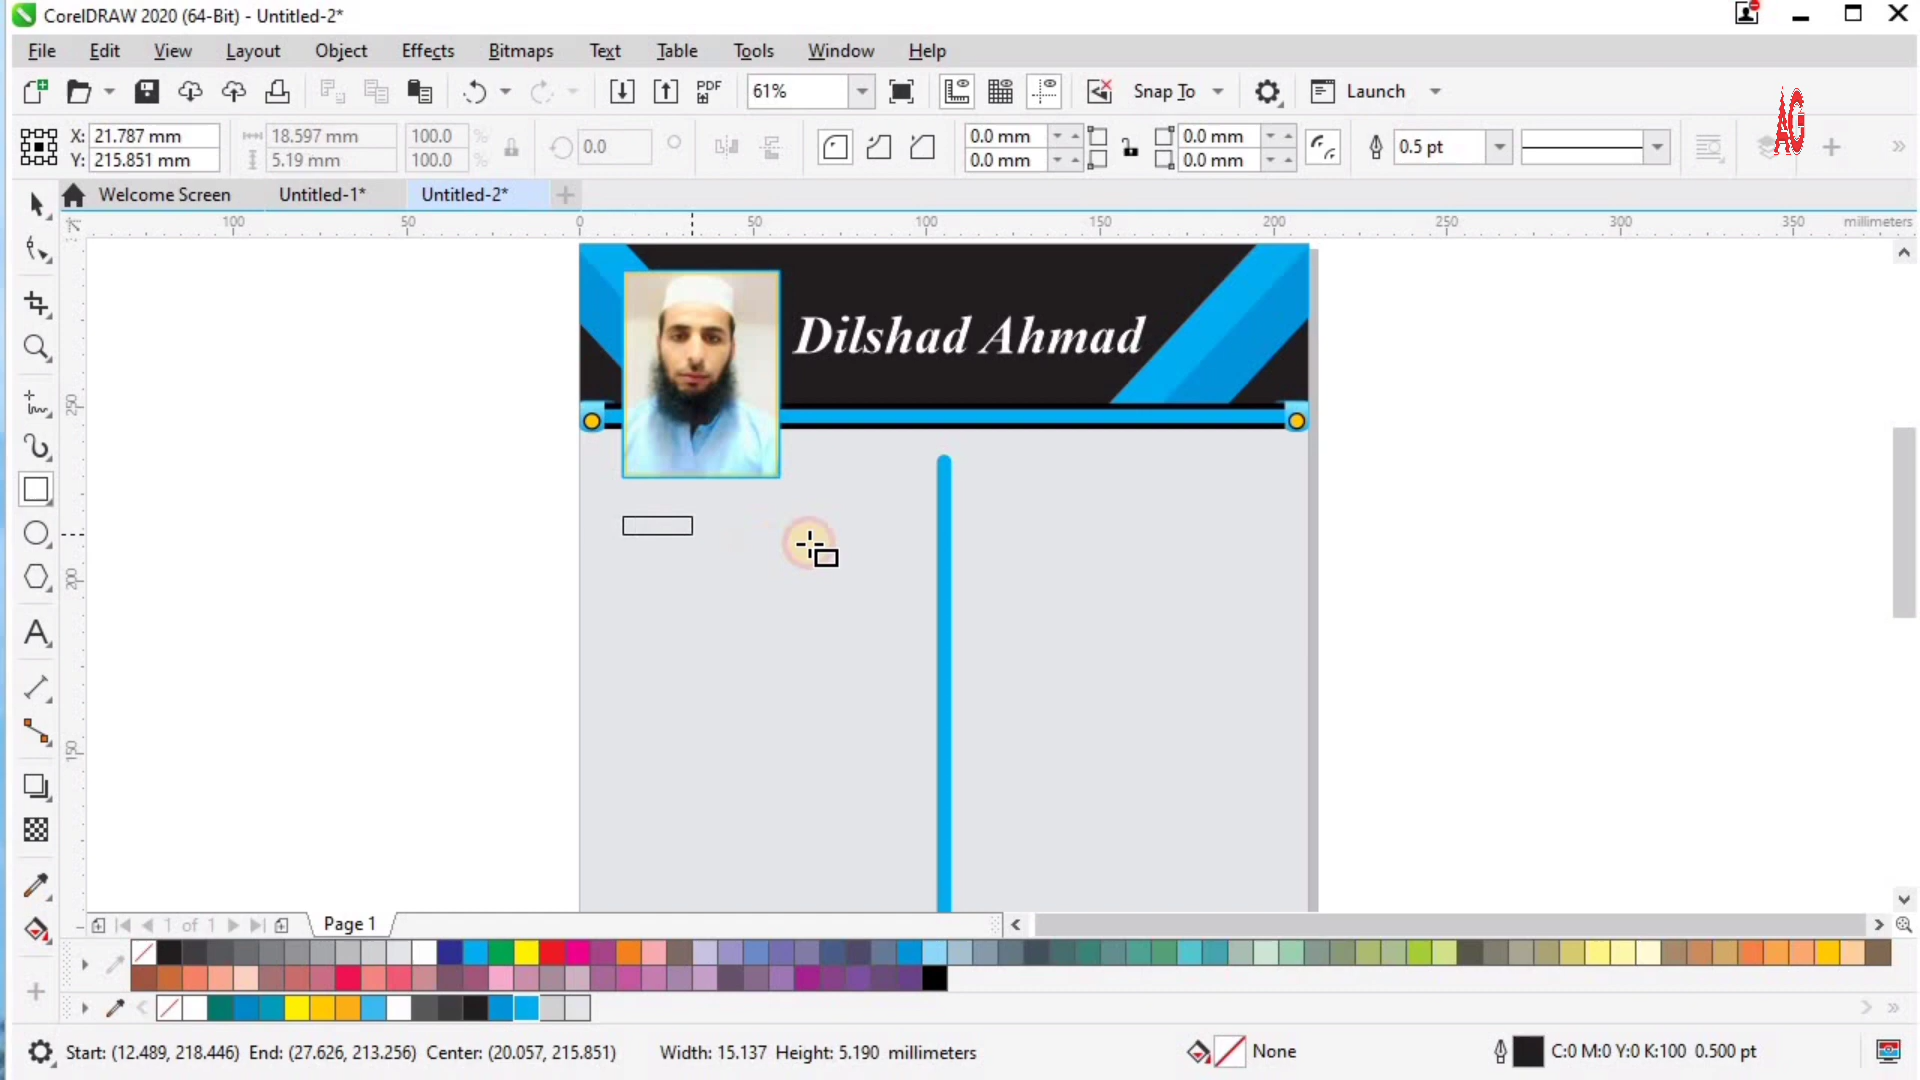 CorelDRAW 2020 (64-Bit) - Untitled-2*
File Edit View Layout Object Effects Bitmaps Text Table Tools Window Help
PDF 61% Snap To Launch
X: 21.787 mm 18.597 mm 100.0 % 0.0 0.0 mm 0.0 mm 0.5 pt
Y: 215.851 mm 5.19 mm 100.0 % 0.0 mm 0.0 mm
AG
Welcome Screen Untitled-1* Untitled-2*
100 50 0 50 100 150 200 250 300 350 millimeters
250
200
150
Dilshad Ahmad
1 of 1 Page 1
Start: (12.489, 218.446) End: (27.626, 213.256) Center: (20.057, 215.851) Width: 15.137 Height: 5.190 millimeters None C:0 M:0 Y:0 K:100 0.500 pt